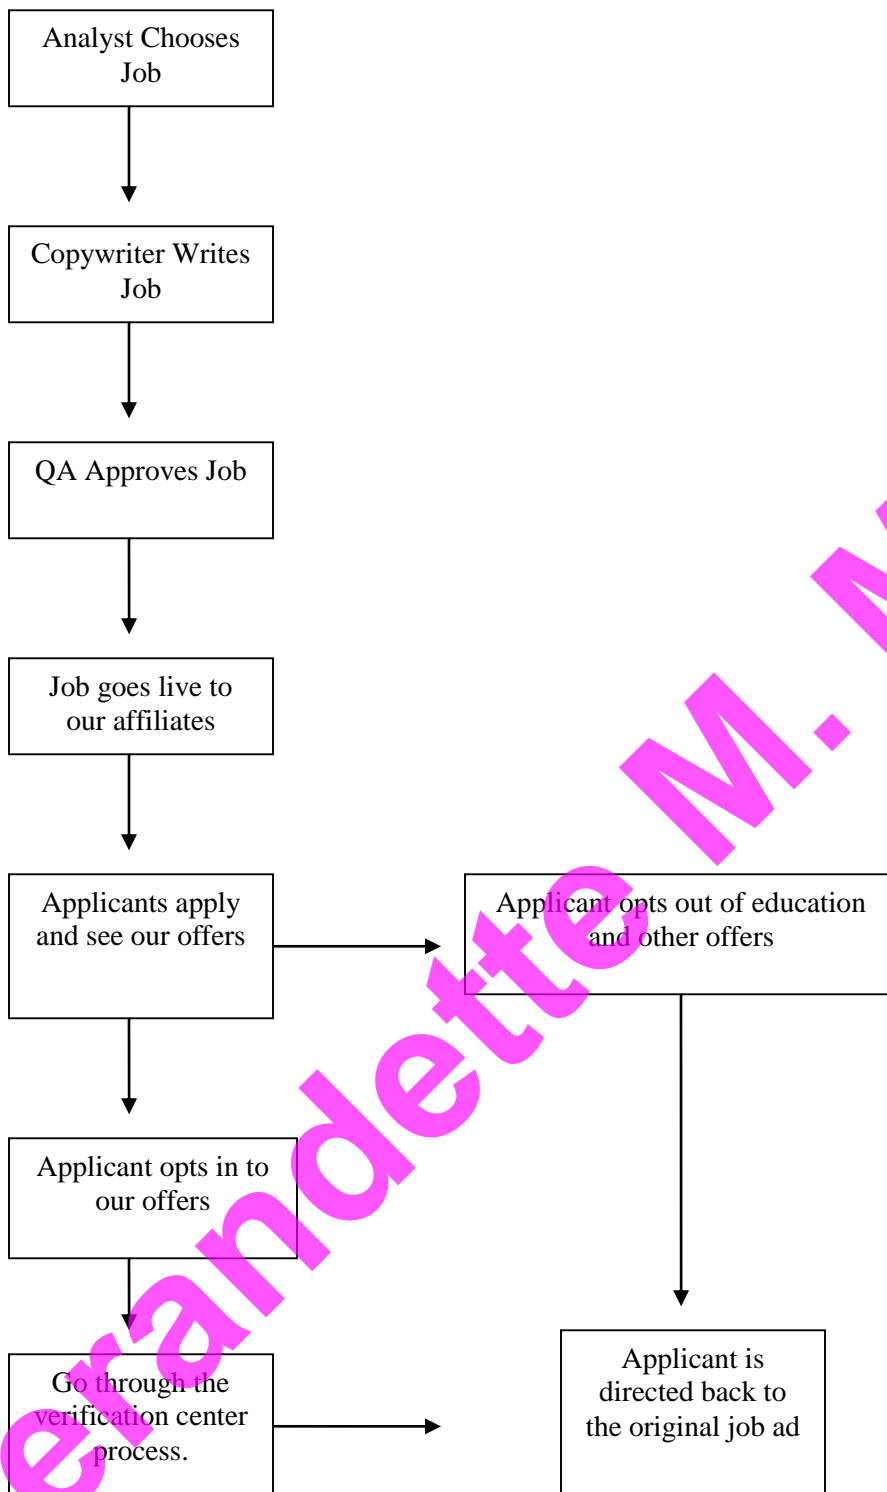 Analyst Chooses
Job
Copywriter Writes
Job
QA Approves Job
Job goes live to
our affiliates
Applicants apply
and see our offers
Applicant opts out of education
and other offers
Applicant opts in to
our offers
Go through the
verification center
process.
Applicant is
directed back to
the original job ad